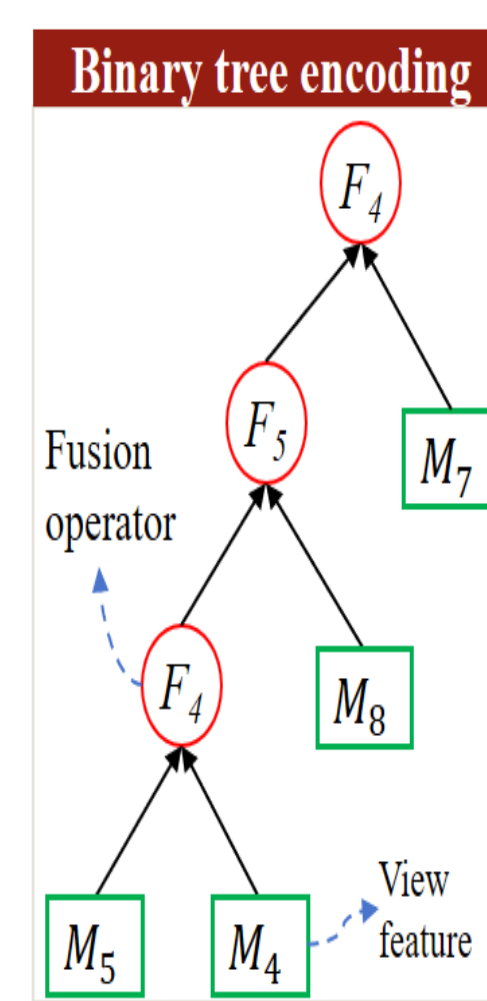 Binary tree encoding
F₄
F₅
M₇
Fusion
operator
F₄
M₈
M₅
M₄
View
feature